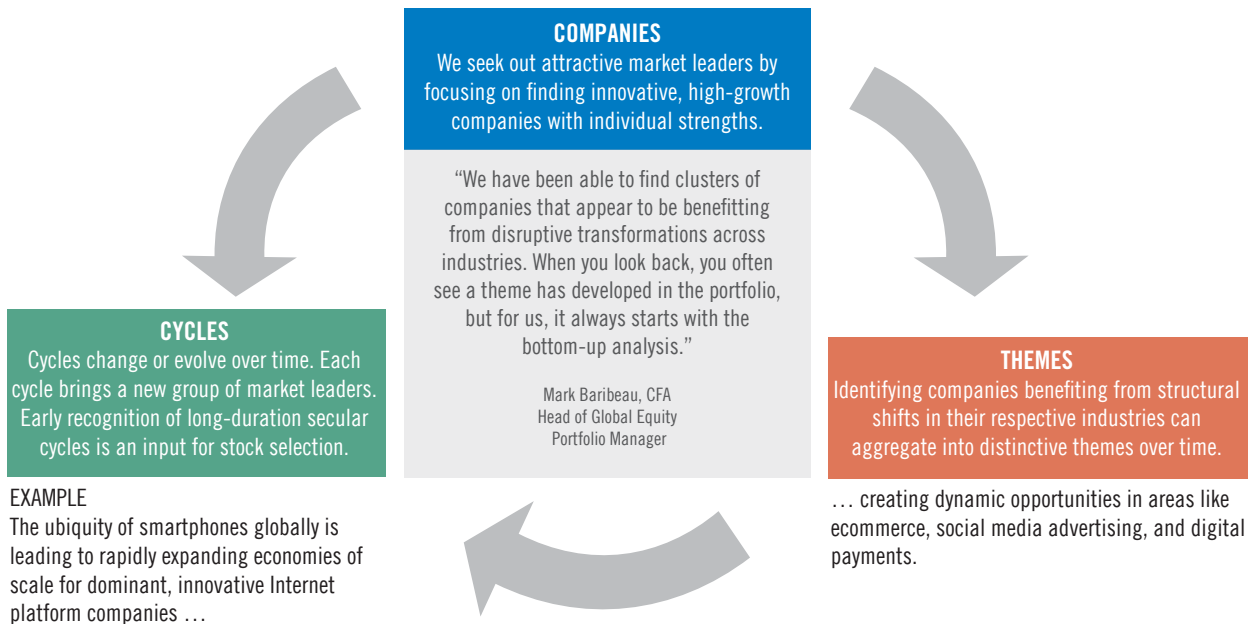 COMPANIES
We seek out attractive market leaders by
focusing on finding innovative, high-growth
companies with individual strengths.
“We have been able to find clusters of
companies that appear to be benefitting
from disruptive transformations across
industries. When you look back, you often
see a theme has developed in the portfolio,
but for us, it always starts with the
bottom-up analysis.”
Mark Baribeau, CFA
Head of Global Equity
Portfolio Manager
CYCLES
Cycles change or evolve over time. Each
cycle brings a new group of market leaders.
Early recognition of long-duration secular
cycles is an input for stock selection.
EXAMPLE
The ubiquity of smartphones globally is
leading to rapidly expanding economies of
scale for dominant, innovative Internet
platform companies …
THEMES
Identifying companies benefiting from structural
shifts in their respective industries can
aggregate into distinctive themes over time.
… creating dynamic opportunities in areas like
ecommerce, social media advertising, and digital
payments.